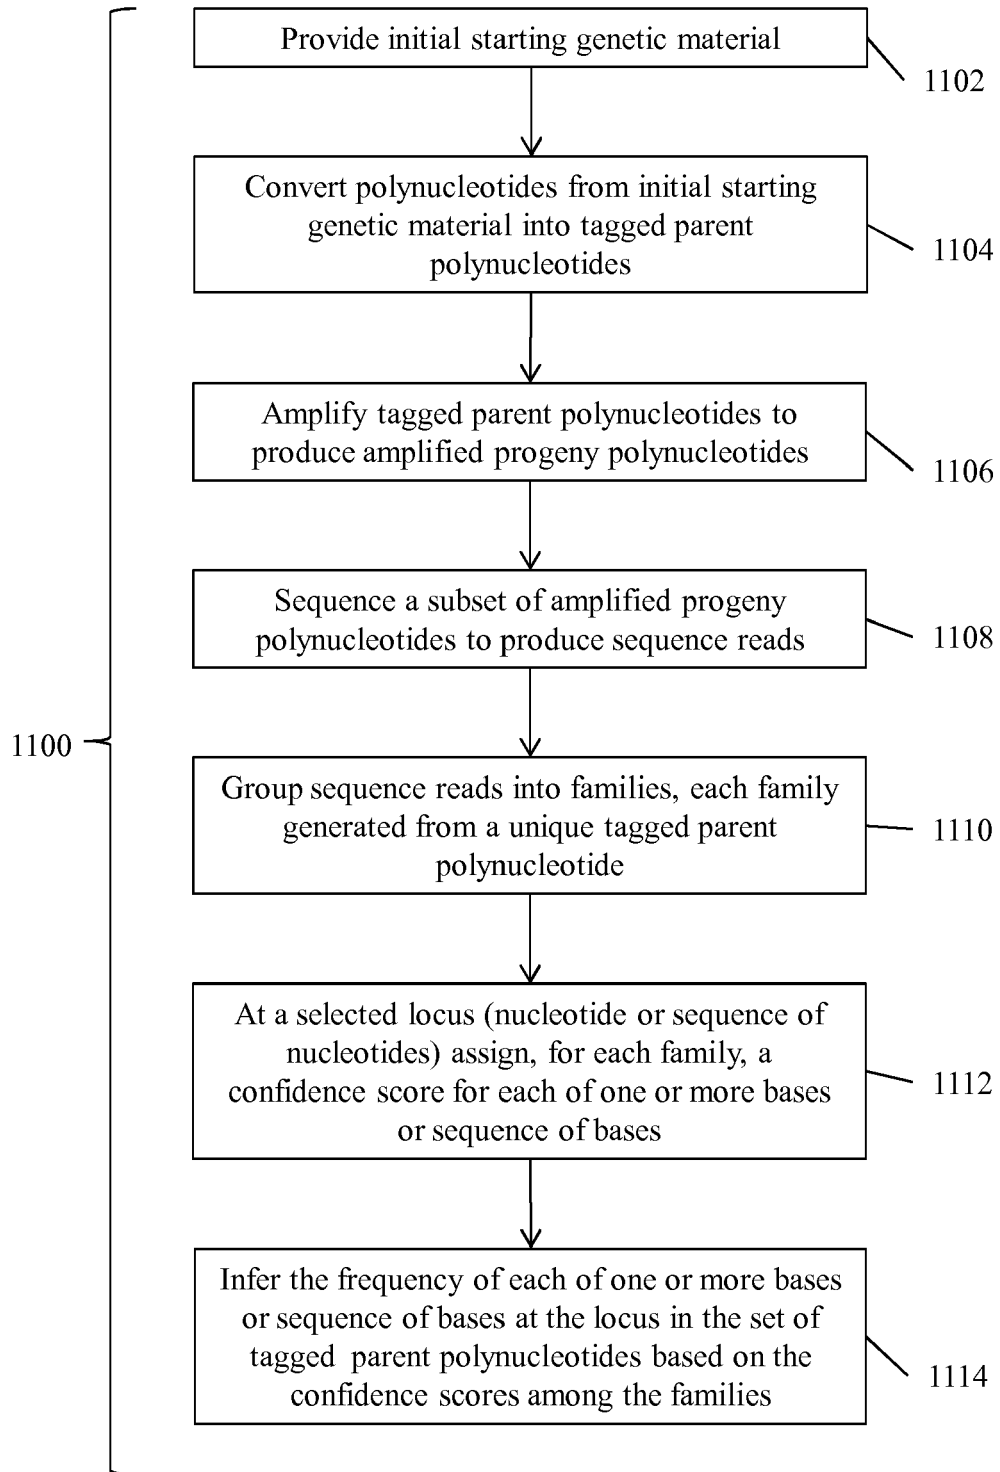 Provide initial starting genetic material
1102
Convert polynucleotides from initial starting
genetic material into tagged parent
polynucleotides
1104
Amplify tagged parent polynucleotides to
produce amplified progeny polynucleotides
1106
Sequence a subset of amplified progeny
polynucleotides to produce sequence reads
1108
1100
Group sequence reads into families, each family
generated from a unique tagged parent
polynucleotide
1110
At a selected locus (nucleotide or sequence of
nucleotides) assign, for each family, a
confidence score for each of one or more bases
or sequence of bases
1112
Infer the frequency of each of one or more bases
or sequence of bases at the locus in the set of
tagged parent polynucleotides based on the
confidence scores among the families
1114